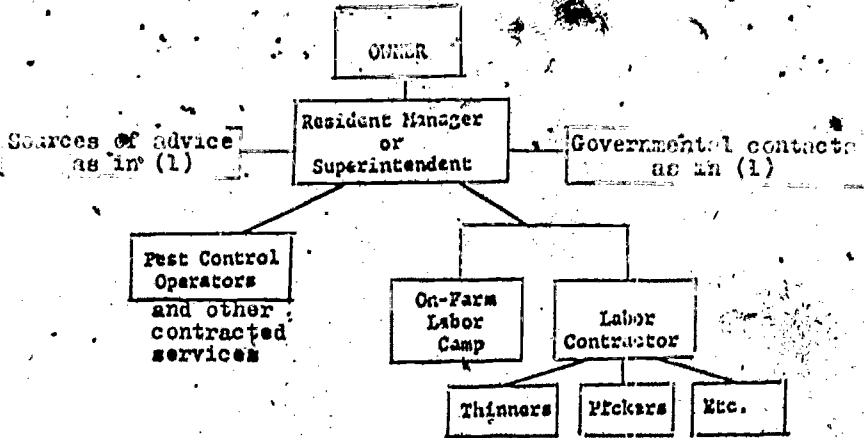 OWNER
Resident Manager
or
Superintendent
Sources of advice
as in (1)
Governmental contacts
as in (1)
Pest Control
Operators
and other
contracted
services
On-Farm
Labor
Camp
Labor
Contractor
Thinners
Pickers
Etc.